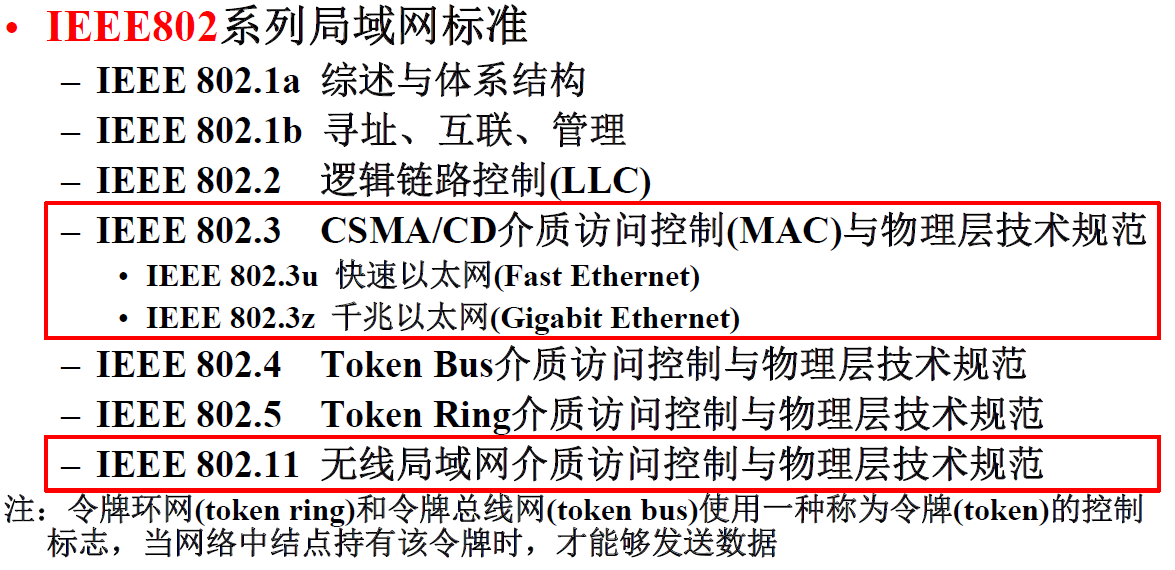 • IEEE802系列局域网标准
– IEEE 802.1a 综述与体系结构
– IEEE 802.1b 寻址、互联、管理
– IEEE 802.2 逻辑链路控制(LLC)
– IEEE 802.3 CSMA/CD介质访问控制(MAC)与物理层技术规范
• IEEE 802.3u 快速以太网(Fast Ethernet)
• IEEE 802.3z 千兆以太网(Gigabit Ethernet)
– IEEE 802.4 Token Bus介质访问控制与物理层技术规范
– IEEE 802.5 Token Ring介质访问控制与物理层技术规范
– IEEE 802.11 无线局域网介质访问控制与物理层技术规范
注：令牌环网(token ring)和令牌总线网(token bus)使用一种称为令牌(token)的控制
标志，当网络中结点持有该令牌时，才能够发送数据